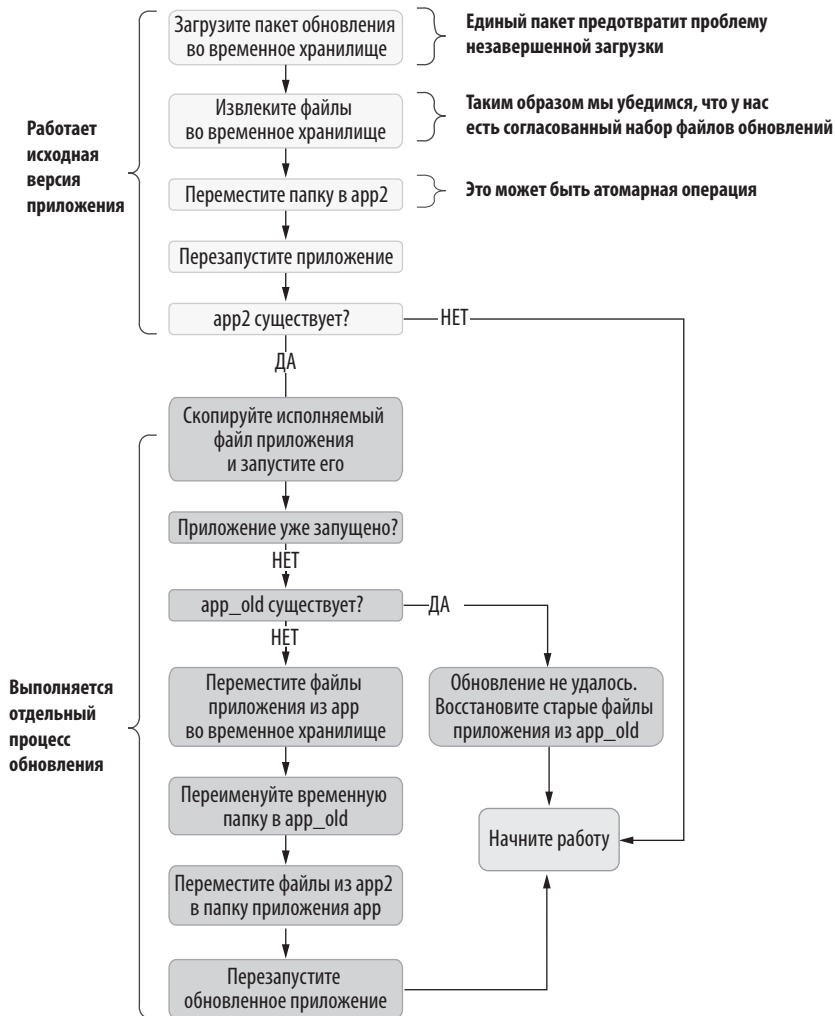 Загрузите пакет обновления
во временное хранилище
Единый пакет предотвратит проблему
незавершенной загрузки
Извлеките файлы
во временное хранилище
Таким образом мы убедимся, что у нас
есть согласованный набор файлов обновлений
Работает
исходная
версия
приложения
Переместите папку в app2
Это может быть атомарная операция
Перезапустите приложение
app2 существует?
НЕТ
ДА
Скопируйте исполняемый
файл приложения
и запустите его
Приложение уже запущено?
НЕТ
app_old существует?
ДА
НЕТ
Выполняется
отдельный
процесс
обновления
Переместите файлы
приложения из app
во временное хранилище
Обновление не удалось.
Восстановите старые файлы
приложения из app_old
Переименуйте временную
папку в app_old
Начните работу
Переместите файлы из app2
в папку приложения app
Перезапустите
обновленное приложение